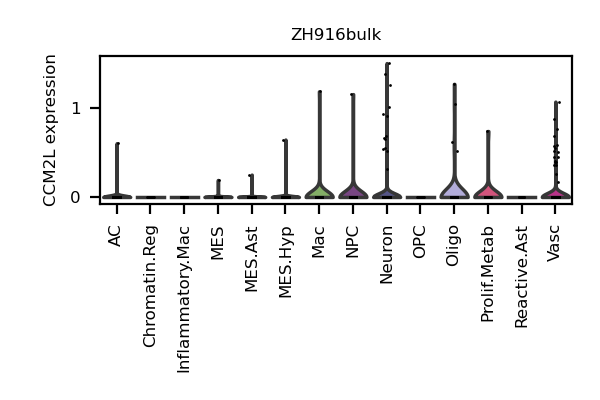 ZH916bulk
CCM2L expression
1
0
AC
Chromatin.Reg
Inflammatory.Mac
MES
MES.Ast
MES.Hyp
Mac
NPC
Neuron
OPC
Oligo
Prolif.Metab
Reactive.Ast
Vasc